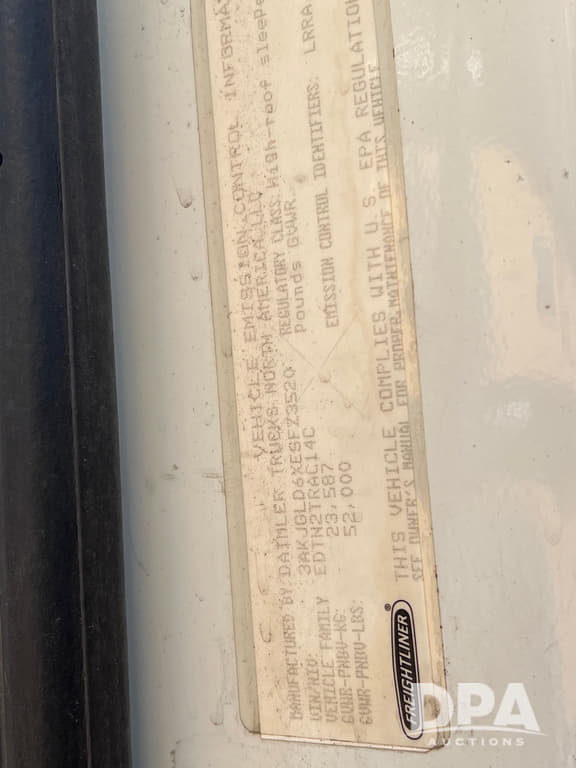 VEHICLE EMISSION CONTROL INFORMA
MANUFACTURED BY DAIMLER TRUCKS NORTH AMERICA LLC
VIN/NIV: 3AKJGLD6XESFZ3520 REGULATORY CLASS: High-roof sleepe
VEHICLE FAMILY EDTN2TRAC14C Pounds GVWR
GVWR-PNBV-KG: 23,587 EMISSION CONTROL IDENTIFIERS: LRRA
GVWR-PNBV-LBS: 52,000
THIS VEHICLE COMPLIES WITH U S EPA REGULATION
SEE OWNER'S MANUAL FOR PROPER MAINTENANCE OF THIS VEHICLE
FREIGHTLINER®
DPA
AUCTIONS